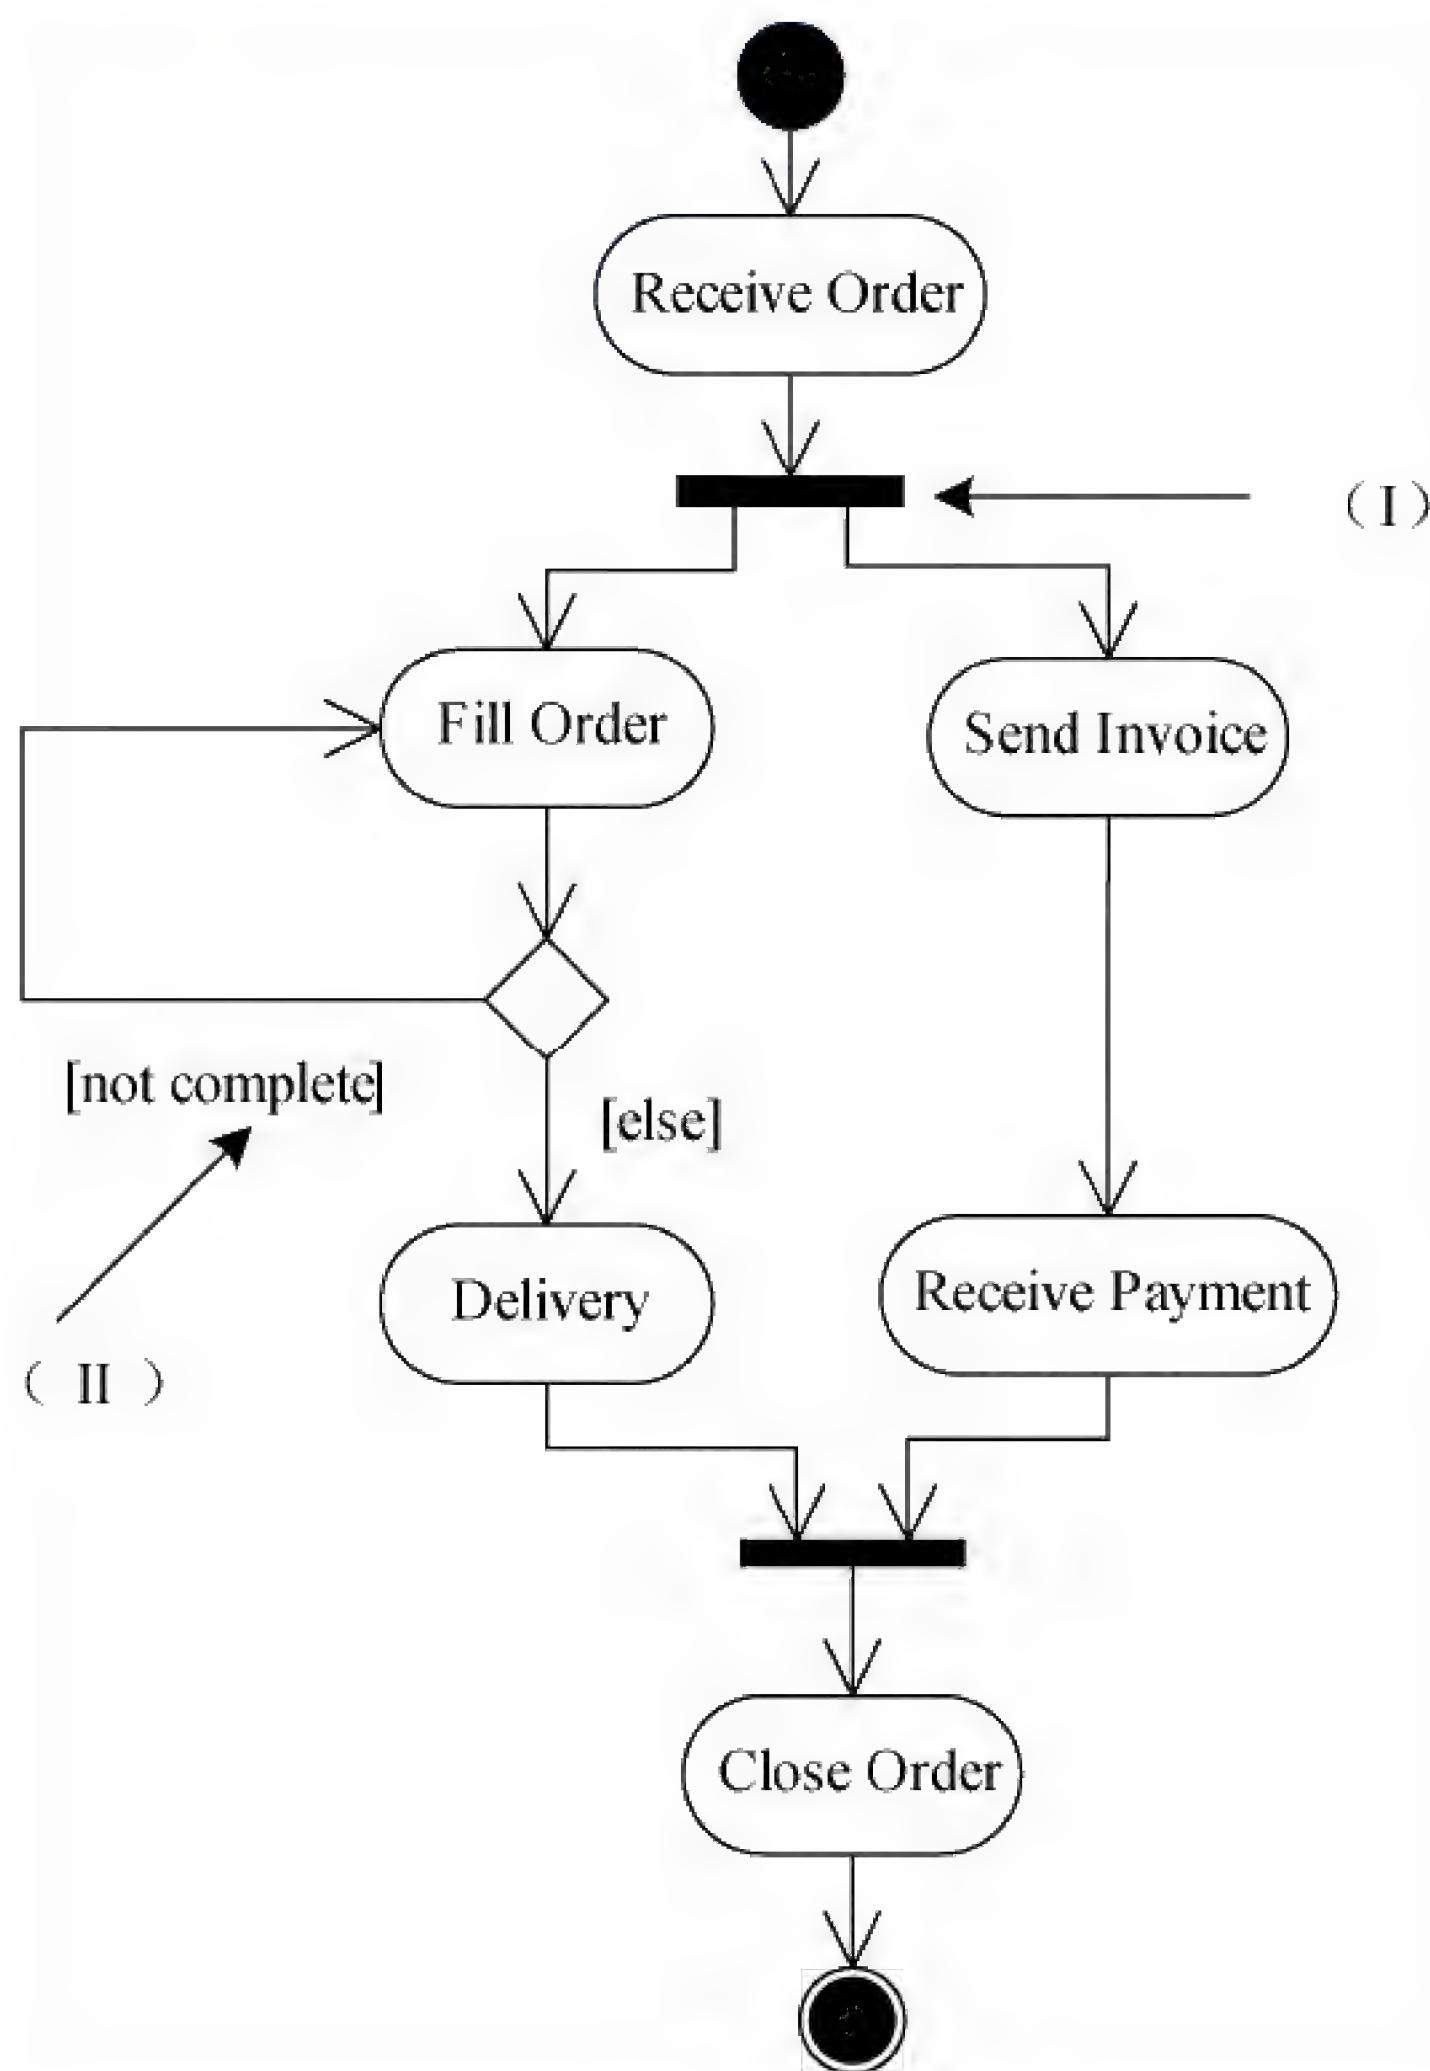 Receive Order
（I）
Fill Order
Send Invoice
[not complete]
[else]
Delivery
Receive Payment
（ II ）
Close Order